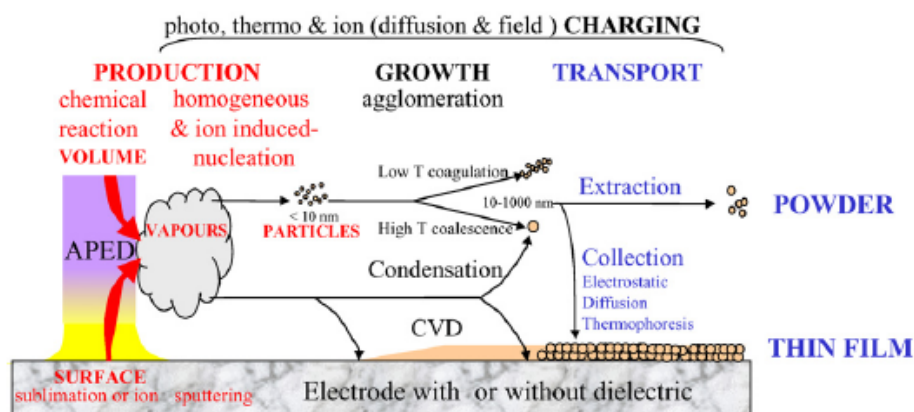 photo, thermo & ion (diffusion & field ) CHARGING
PRODUCTION
GROWTH
TRANSPORT
chemical
reaction
VOLUME
homogeneous
& ion induced-
nucleation
agglomeration
Low T coagulation
Extraction
POWDER
< 10 nm
PARTICLES
10-1000 nm
VAPOURS
APED
High T coalescence
Condensation
Collection
Electrostatic
Diffusion
Thermophoresis
CVD
THIN FILM
SURFACE
sublimation or ion sputtering
Electrode with or without dielectric